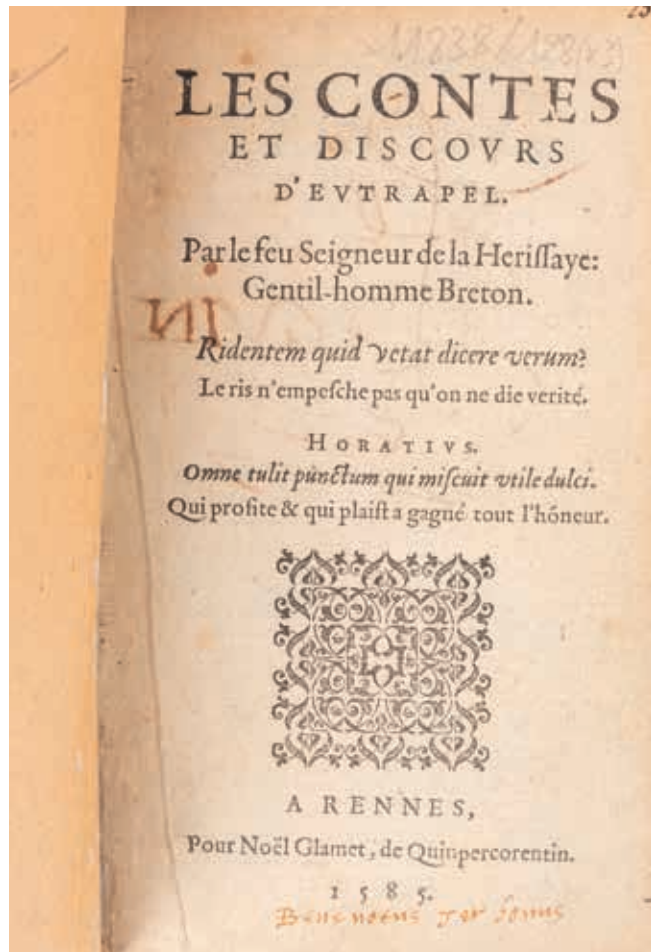 LES CONTES
ET DISCOVRS
D'EVTRAPEL.
Par le feu Seigneur de la Herissaye:
Gentil-homme Breton.
Ridentem quid vetat dicere verum?
Le ris n'empesche pas qu'on ne die verité.
HORATIVS.
Omne tulit punctum qui miscuit vtile dulci.
Qui profite & qui plaist a gagné tout l'hõneur.
A RENNES,
Pour Noël Glamet, de Quinpercorentin.
1585.